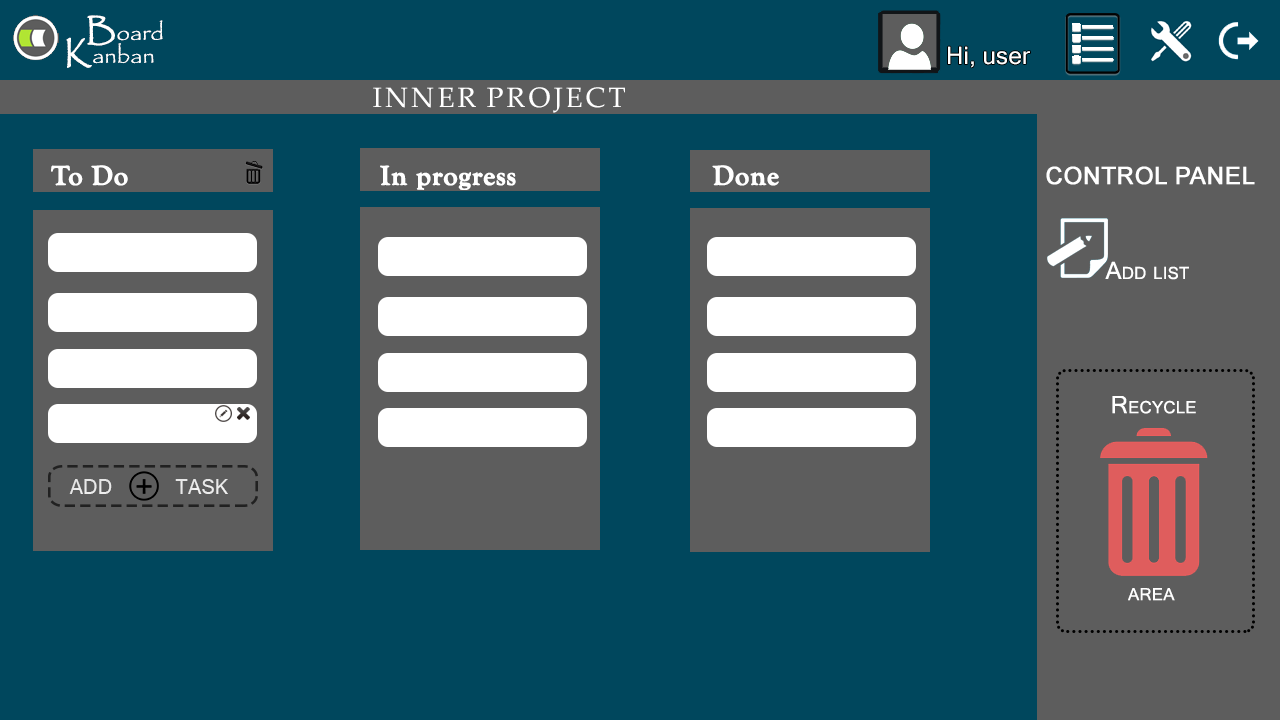 Board
Kanban
Hi, user
INNER PROJECT
To Do
In progress
Done
CONTROL PANEL
ADD LIST
ADD TASK
RECYCLE
AREA